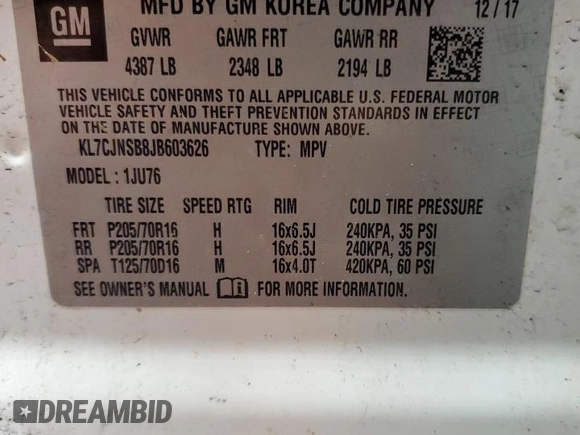 GM
MFD BY GM KOREA COMPANY 12/17
GVWR GAWR FRT GAWR RR
4387 LB 2348 LB 2194 LB
THIS VEHICLE CONFORMS TO ALL APPLICABLE U.S. FEDERAL MOTOR
VEHICLE SAFETY AND THEFT PREVENTION STANDARDS IN EFFECT
ON THE DATE OF MANUFACTURE SHOWN ABOVE.
KL7CJNSB8JB603626 TYPE: MPV
MODEL: 1JU76
TIRE SIZE SPEED RTG RIM COLD TIRE PRESSURE
FRT P205/70R16 H 16x6.5J 240KPA, 35 PSI
RR P205/70R16 H 16x6.5J 240KPA, 35 PSI
SPA T125/70D16 M 16x4.0T 420KPA, 60 PSI
SEE OWNER'S MANUAL FOR MORE INFORMATION.
DREAMBID